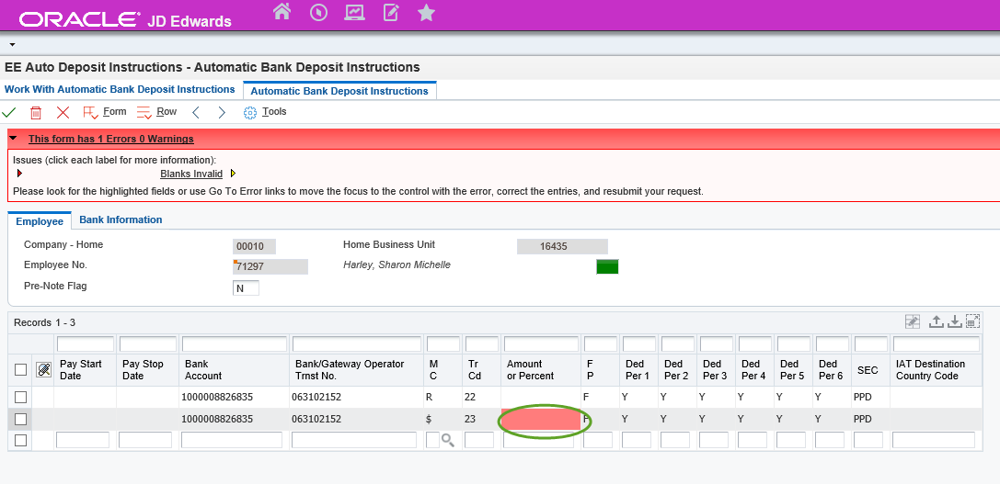 ORACLE® JD Edwards
EE Auto Deposit Instructions - Automatic Bank Deposit Instructions
Work With Automatic Bank Deposit Instructions Automatic Bank Deposit Instructions
Form Row Tools
This form has 1 Errors 0 Warnings
Issues (click each label for more information):
Blanks Invalid
Please look for the highlighted fields or use Go To Error links to move the focus to the control with the error, correct the entries, and resubmit your request.
Employee Bank Information
Company - Home 00010 Home Business Unit 16435
Employee No. 71297 Harley, Sharon Michelle
Pre-Note Flag N
Records 1 - 3
Pay Start Pay Stop Bank Bank/Gateway Operator M Tr Amount F Ded Ded Ded Ded Ded Ded SEC IAT Destination
Date Date Account Trnst No. C Cd or Percent P Per 1 Per 2 Per 3 Per 4 Per 5 Per 6 Country Code
1000008826835 063102152 R 22 F Y Y Y Y Y Y PPD
1000008826835 063102152 $ 23 F Y Y Y Y Y Y PPD